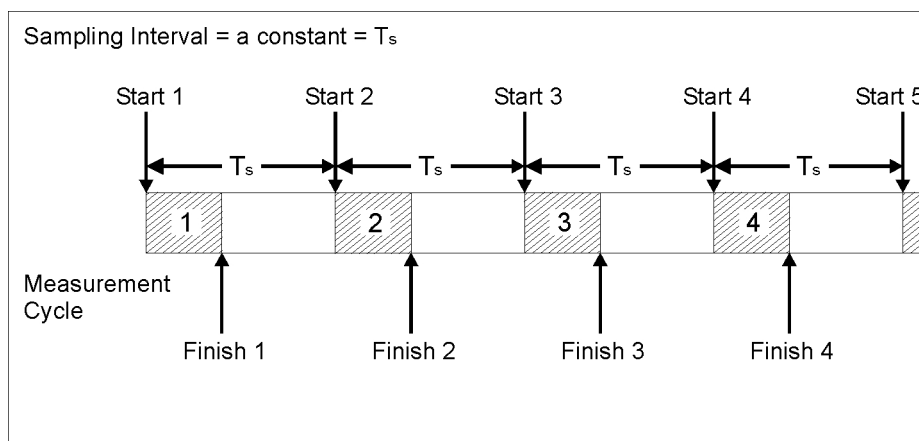 Sampling Interval = a constant = Ts
Start 1 Start 2 Start 3 Start 4 Start 5
Ts Ts Ts Ts
1 2 3 4
Measurement
Cycle
Finish 1 Finish 2 Finish 3 Finish 4